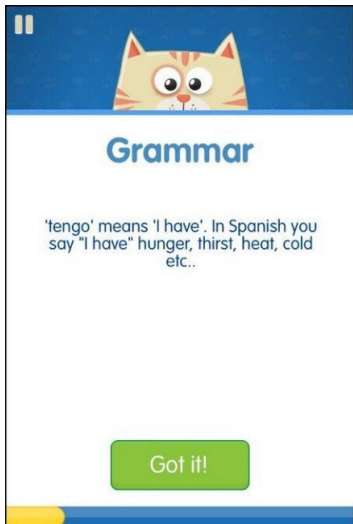 Grammar
'tengo' means 'I have'. In Spanish you
say "I have" hunger, thirst, heat, cold
etc..
Got it!